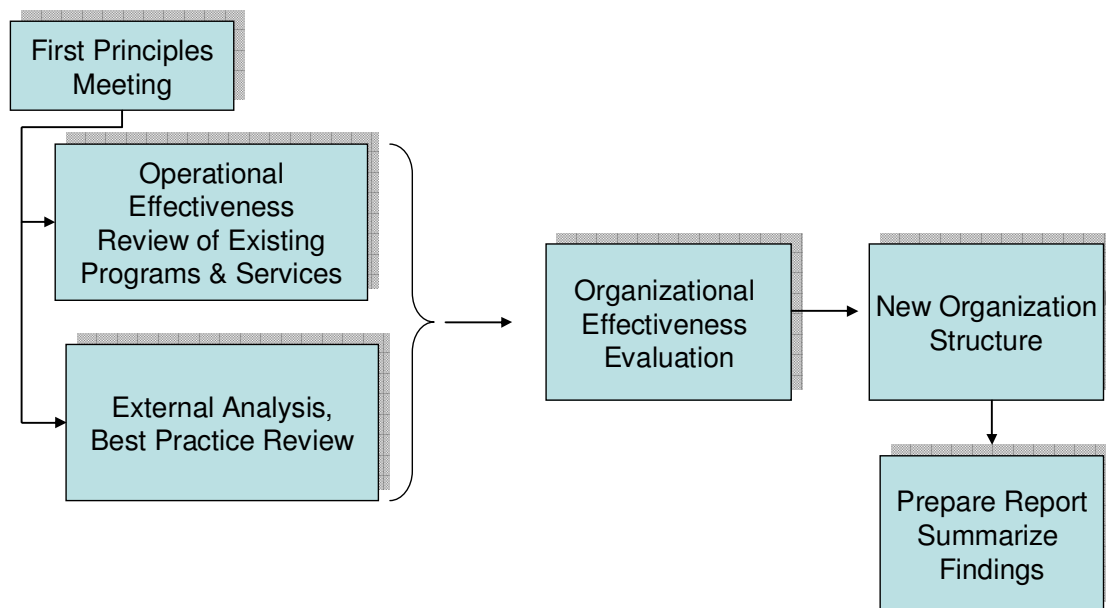 First Principles
Meeting
Operational
Effectiveness
Review of Existing
Programs & Services
External Analysis,
Best Practice Review
Organizational
Effectiveness
Evaluation
New Organization
Structure
Prepare Report
Summarize
Findings